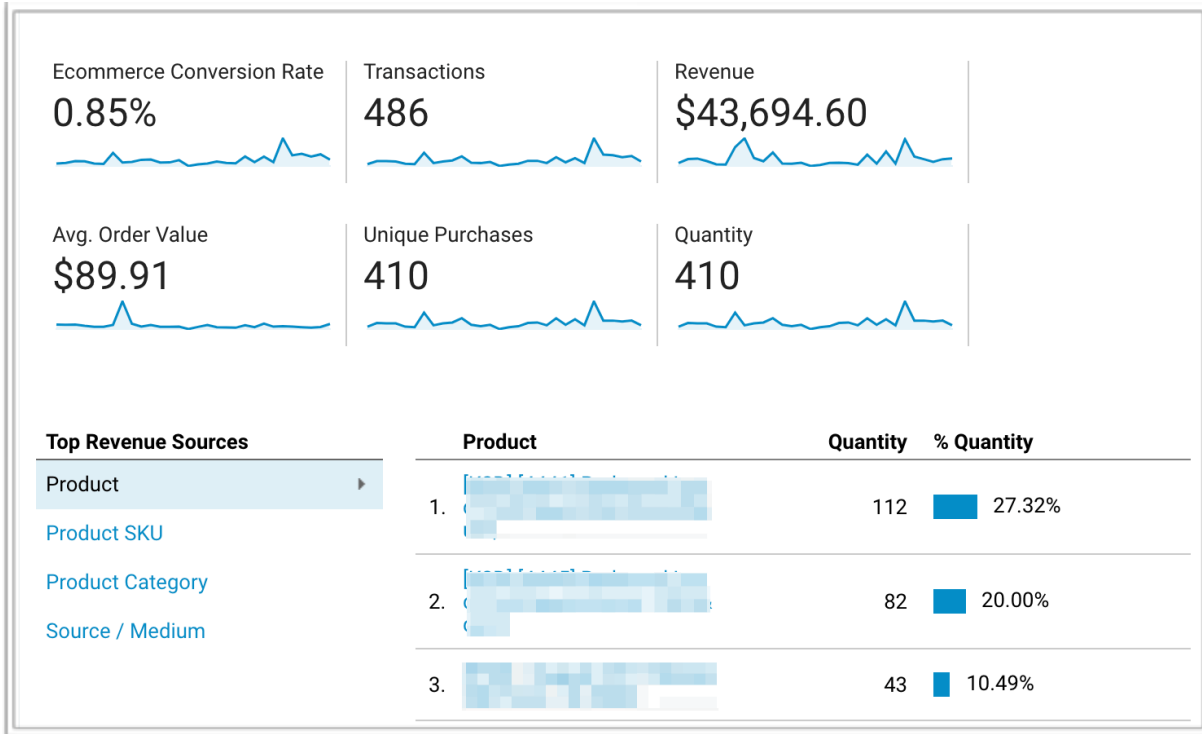 Ecommerce Conversion Rate
0.85%
Transactions
486
Revenue
$43,694.60
Avg. Order Value
$89.91
Unique Purchases
410
Quantity
410
Top Revenue Sources
Product
Product SKU
Product Category
Source / Medium
Product Quantity % Quantity
1. 112 27.32%
2. 82 20.00%
3. 43 10.49%